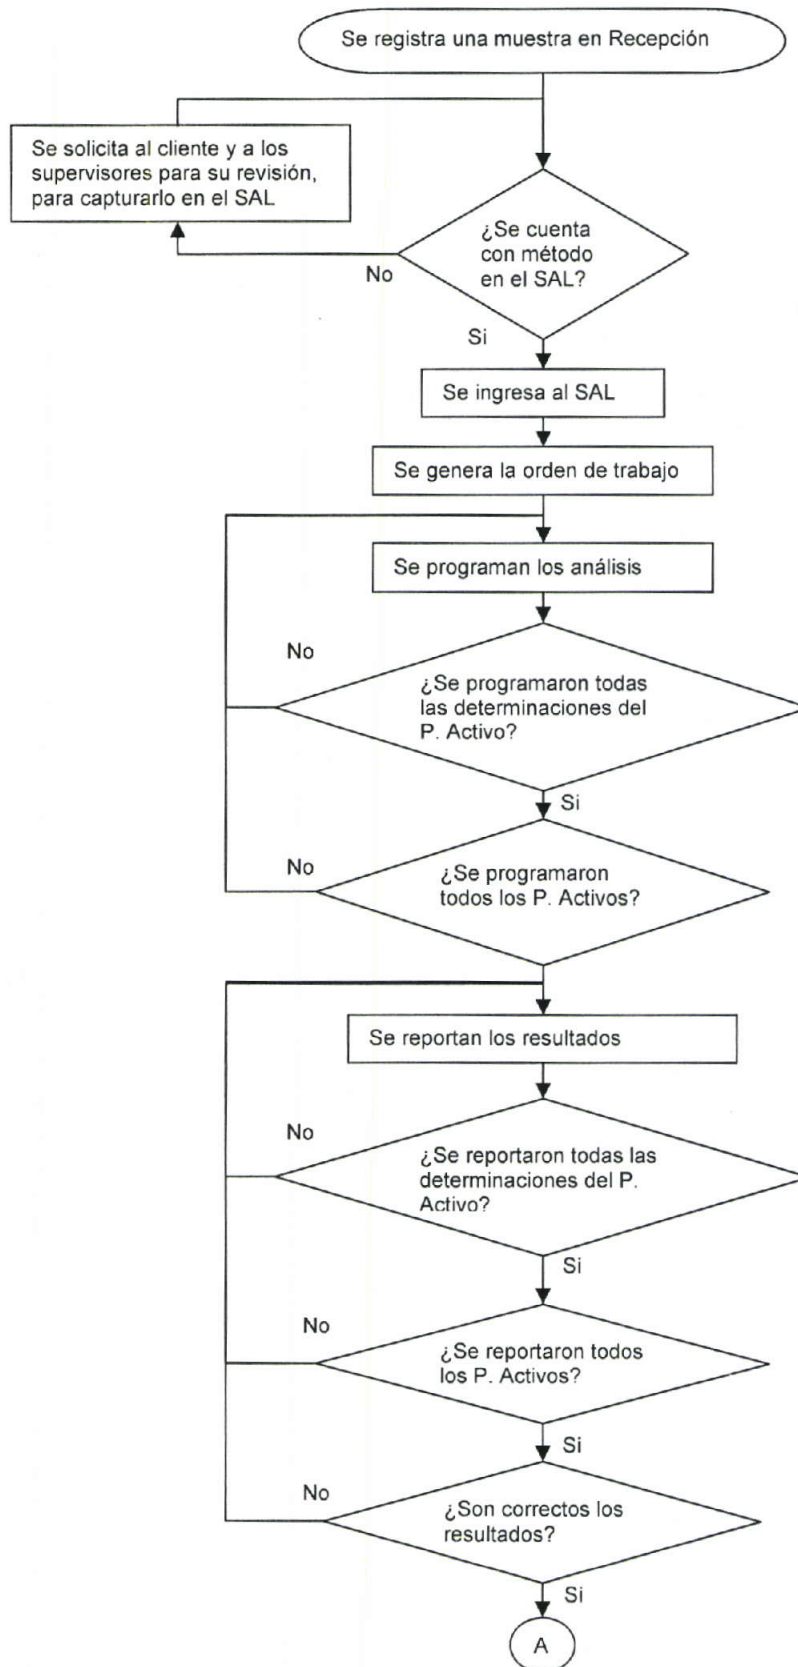 Se registra una muestra en Recepción
Se solicita al cliente y a los
supervisores para su revisión,
para capturarlo en el SAL
¿Se cuenta
con método
en el SAL?
No
Si
Se ingresa al SAL
Se genera la orden de trabajo
Se programan los análisis
No
¿Se programaron todas
las determinaciones del
P. Activo?
Si
No
¿Se programaron
todos los P. Activos?
Se reportan los resultados
No
¿Se reportaron todas las
determinaciones del P.
Activo?
Si
No
¿Se reportaron todos
los P. Activos?
Si
No
¿Son correctos los
resultados?
Si
A